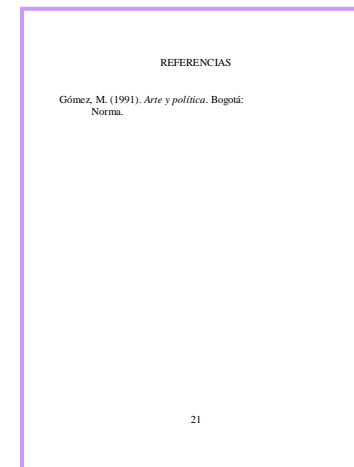 REFERENCIAS
Gómez, M. (1991). Arte y política. Bogotá:
Norma.
21